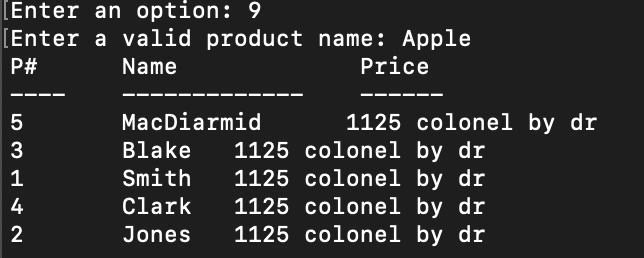 Enter an option: 9
Enter a valid product name: Apple
P# Name Price
---- ------------- ------
5 MacDiarmid 1125 colonel by dr
3 Blake 1125 colonel by dr
1 Smith 1125 colonel by dr
4 Clark 1125 colonel by dr
2 Jones 1125 colonel by dr